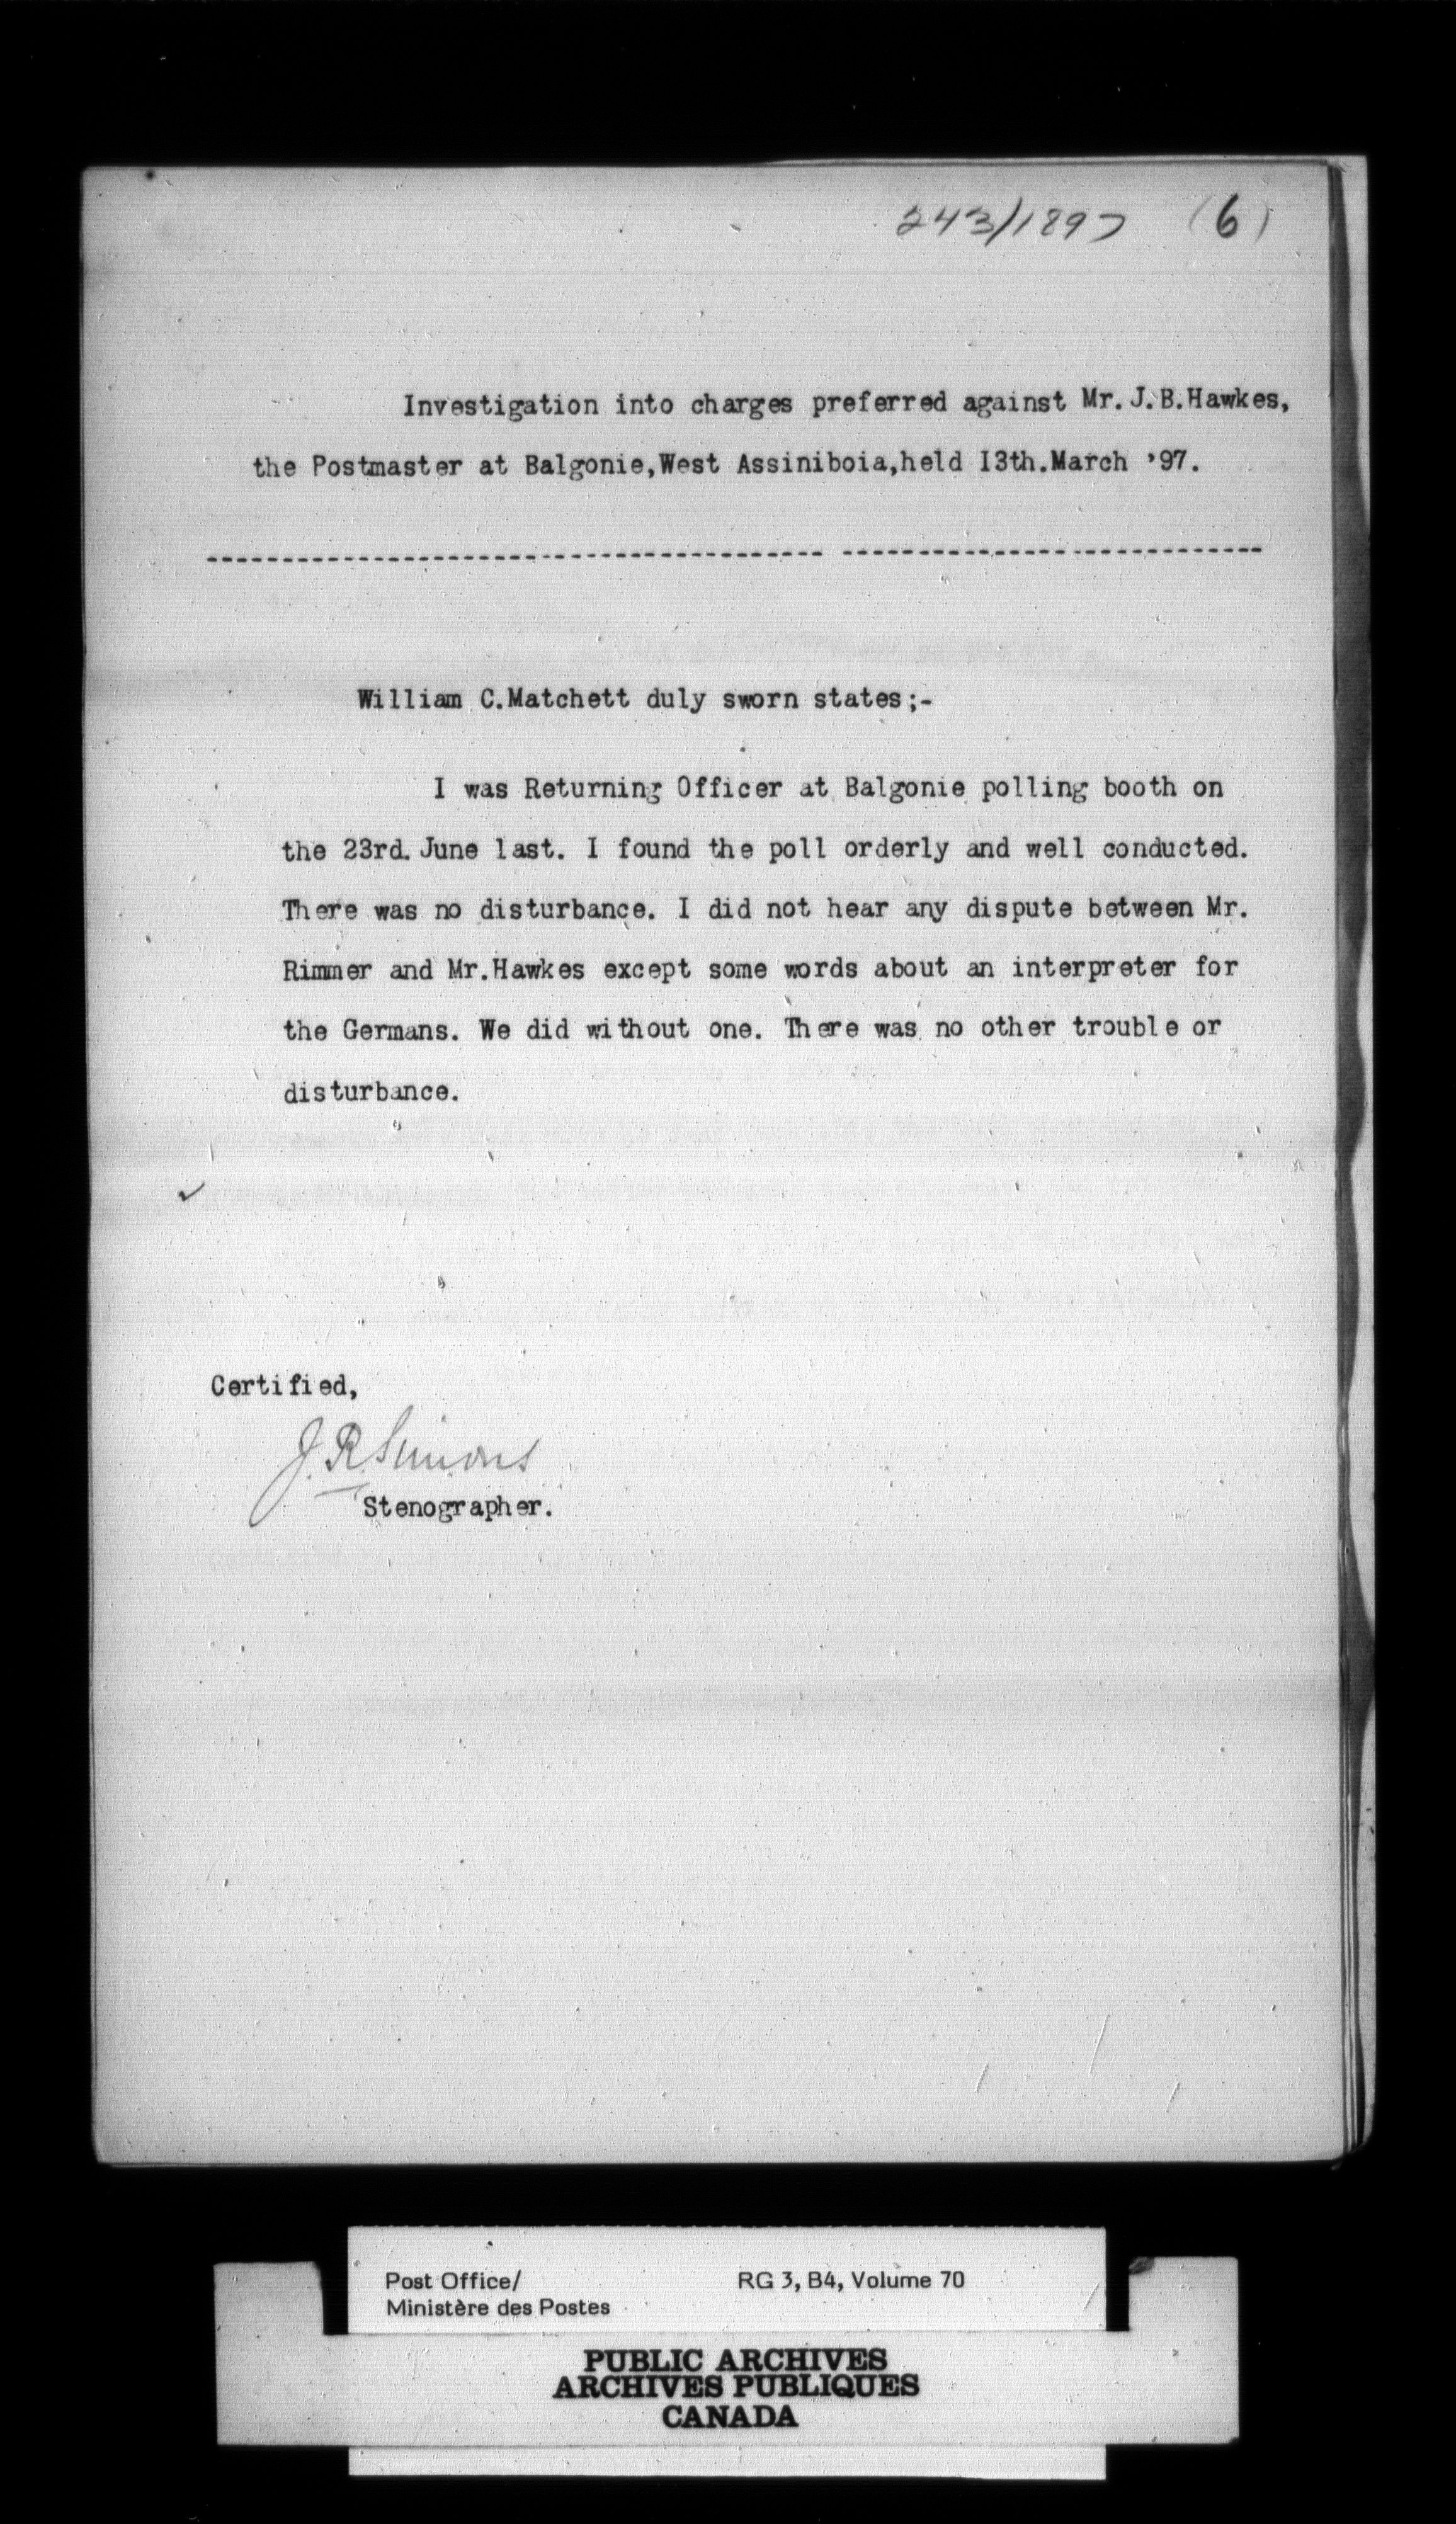 243/1897 (6)
Investigation into charges preferred against Mr. J.B.Hawkes,
the Postmaster at Balgonie,West Assiniboia,held I3th.March '97.
---------------------------------------- ----------------------------
William C.Matchett duly sworn states;-
I was Returning Officer at Balgonie polling booth on
the 23rd. June last. I found the poll orderly and well conducted.
There was no disturbance. I did not hear any dispute between Mr.
Rimmer and Mr.Hawkes except some words about an interpreter for
the Germans. We did without one. There was no other trouble or
disturbance.
Certified,
J. R. Simons
Stenographer.
Post Office/ RG 3, B4, Volume 70
Ministère des Postes
PUBLIC ARCHIVES
ARCHIVES PUBLIQUES
CANADA